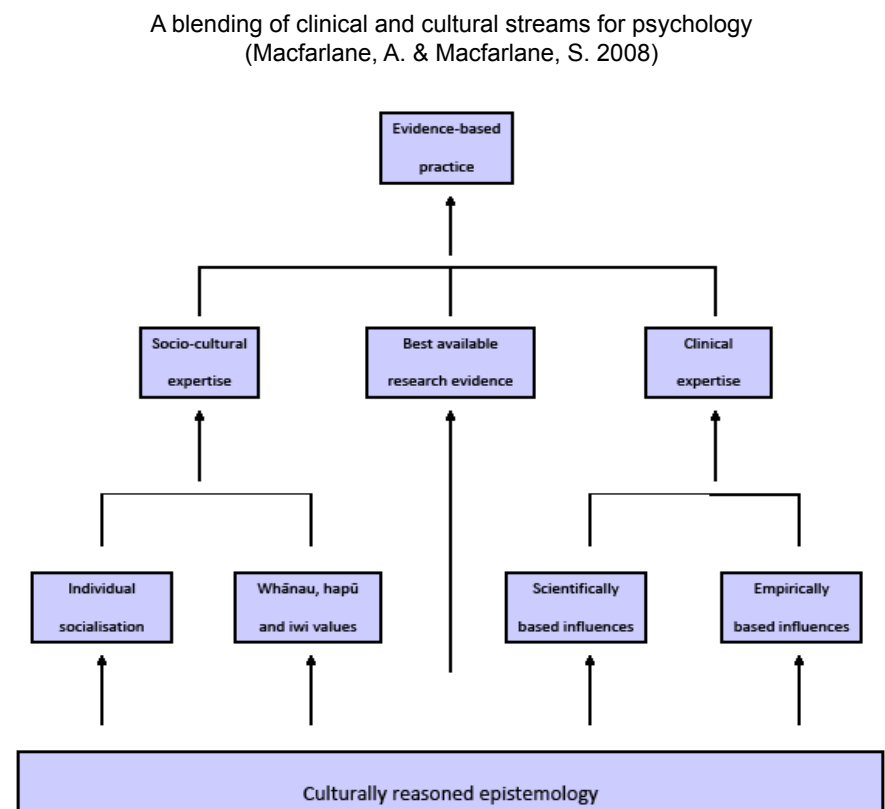 A blending of clinical and cultural streams for psychology
(Macfarlane, A. & Macfarlane, S. 2008)
Evidence-based
practice
Socio-cultural
expertise
Best available
research evidence
Clinical
expertise
Individual
socialisation
Whānau, hapū
and iwi values
Scientifically
based influences
Empirically
based influences
Culturally reasoned epistemology